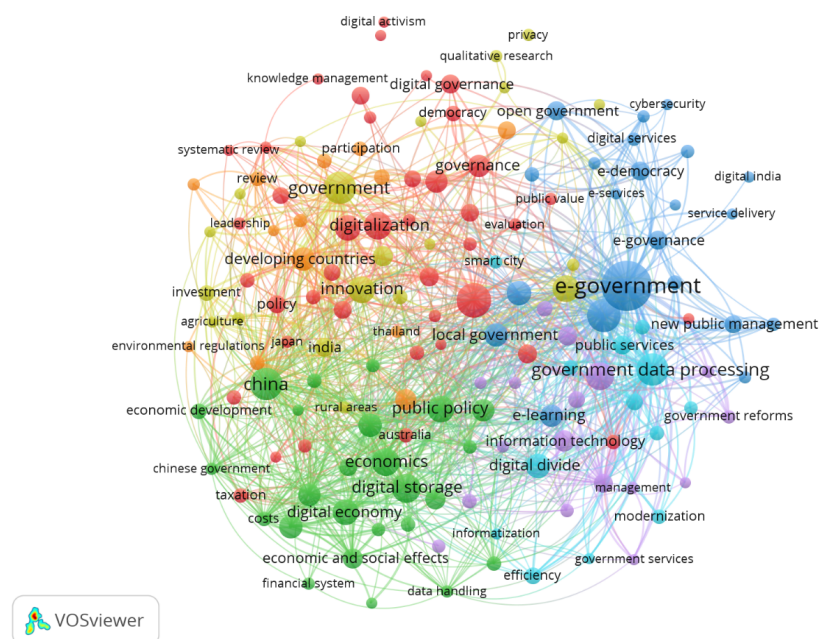 digital activism
privacy
qualitative research
knowledge management
digital governance
cybersecurity
democracy
open government
digital services
systematic review
participation
governance
e-democracy
digital india
review
government
e-services
public value
service delivery
leadership
digitalization
evaluation
e-governance
developing countries
smart city
e-government
investment
innovation
policy
agriculture
new public management
thailand
local government
environmental regulations
japan
india
public services
government data processing
china
economic development
rural areas
public policy
e-learning
government reforms
australia
information technology
economics
digital divide
chinese government
digital storage
management
taxation
digital economy
costs
modernization
informatization
economic and social effects
government services
efficiency
financial system
data handling
VOSviewer